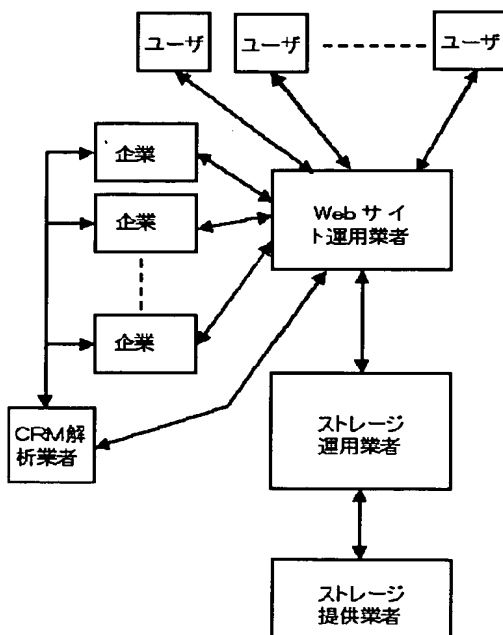 ユーザ
ユーザ
ユーザ
企業
企業
企業
Webサイ
ト運用業者
CRM解
析業者
ストレージ
運用業者
ストレージ
提供業者